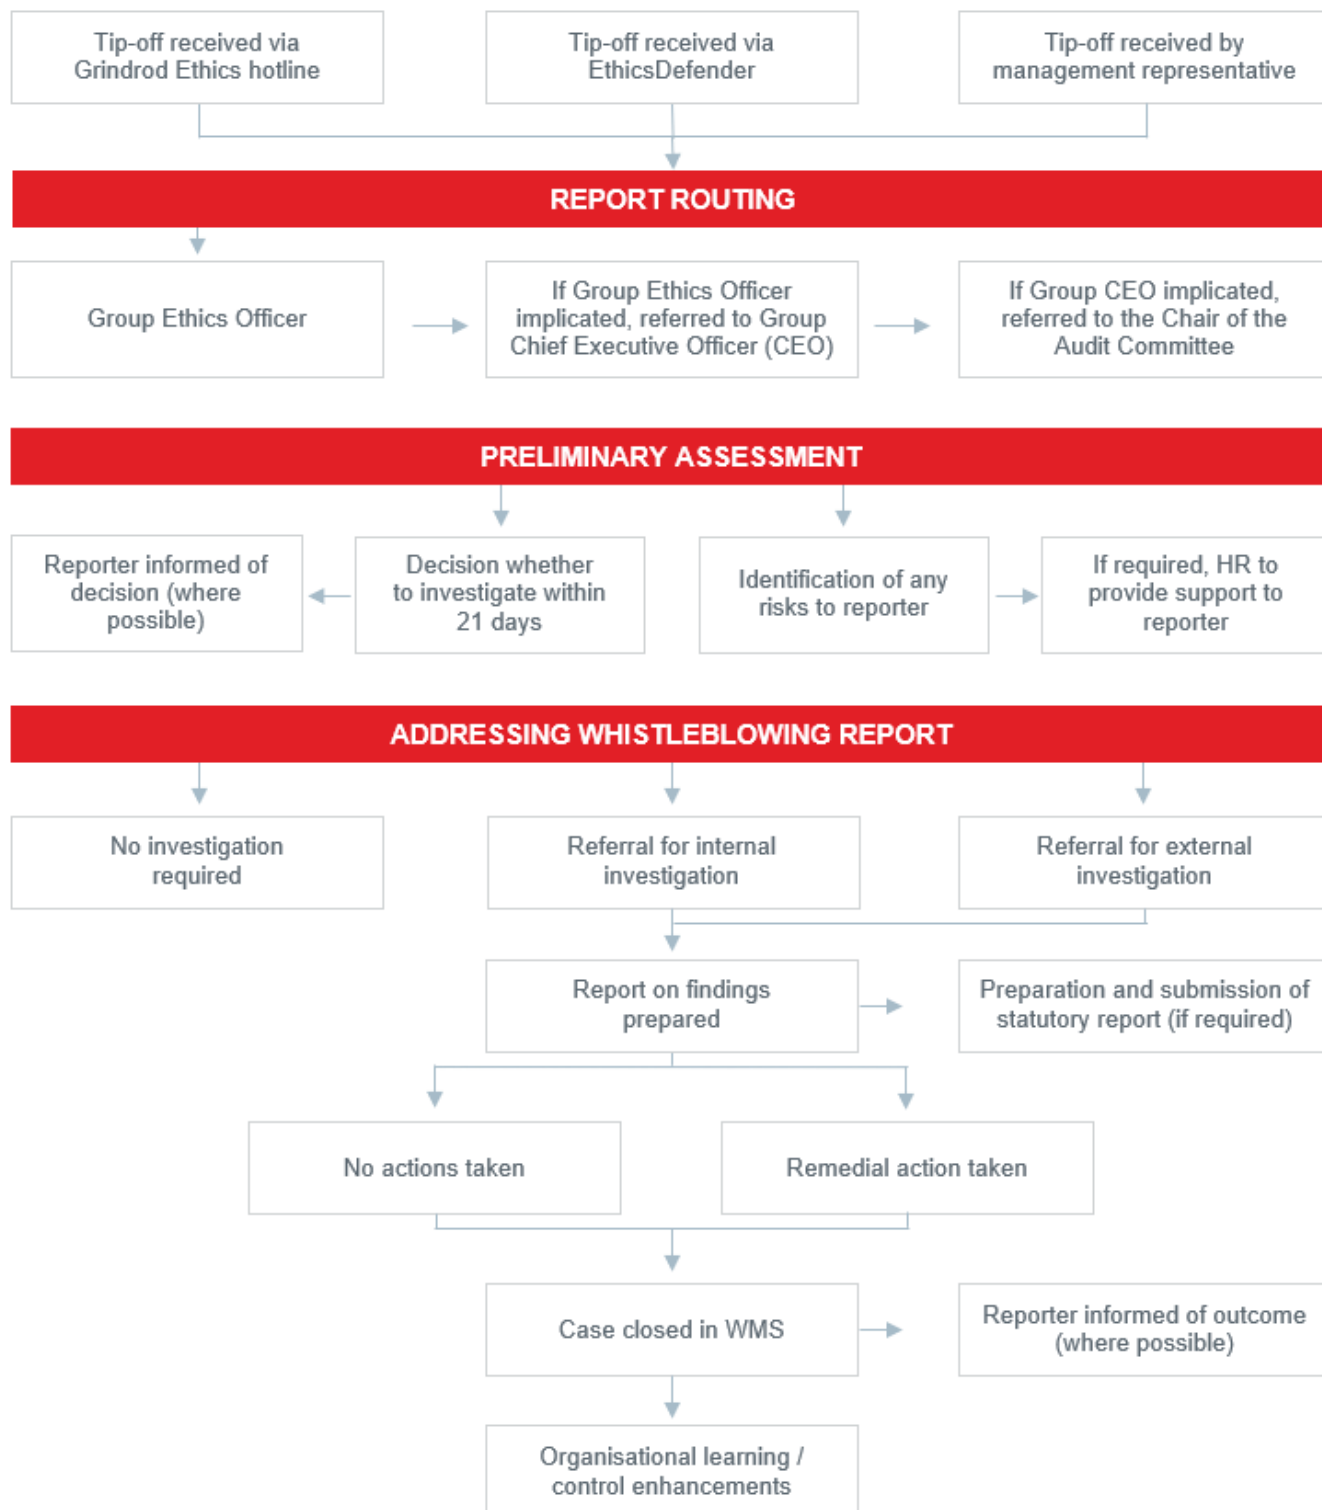 Tip-off received via
Grindrod Ethics hotline
Tip-off received via
EthicsDefender
Tip-off received by
management representative
REPORT ROUTING
Group Ethics Officer
If Group Ethics Officer
implicated, referred to Group
Chief Executive Officer (CEO)
If Group CEO implicated,
referred to the Chair of the
Audit Committee
PRELIMINARY ASSESSMENT
Reporter informed of
decision (where
possible)
Decision whether
to investigate within
21 days
Identification of any
risks to reporter
If required, HR to
provide support to
reporter
ADDRESSING WHISTLEBLOWING REPORT
No investigation
required
Referral for internal
investigation
Referral for external
investigation
Report on findings
prepared
Preparation and submission of
statutory report (if required)
No actions taken
Remedial action taken
Case closed in WMS
Reporter informed of outcome
(where possible)
Organisational learning /
control enhancements